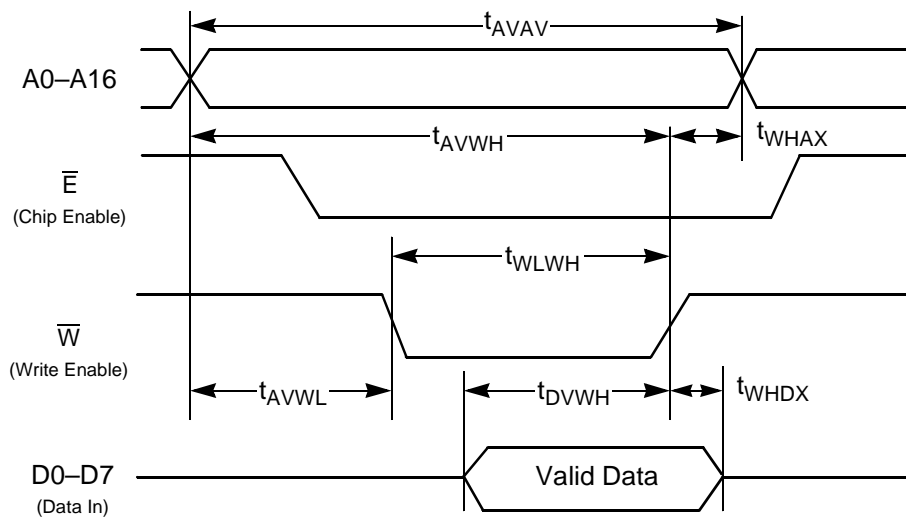 tAVAV
A0–A16
tAVWH
tWHAX
E̅
(Chip Enable)
tWLWH
W̅
(Write Enable)
tAVWL
tDVWH
tWHDX
D0–D7
Valid Data
(Data In)